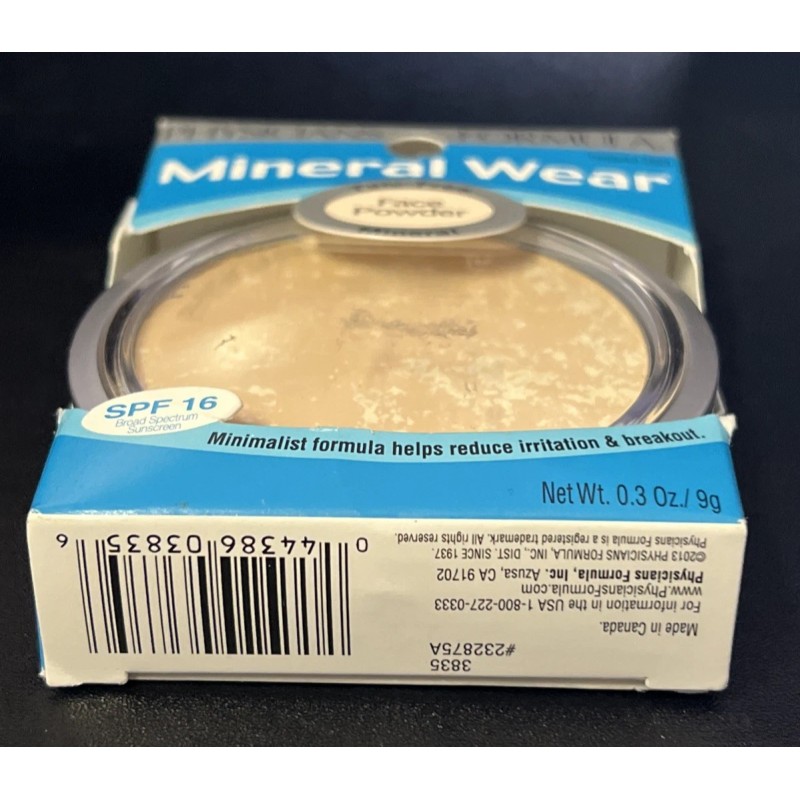 PHYSICIANS FORMULA
Mineral Wear
Talc-Free
Face
Powder
Mineral
SPF 16
Broad Spectrum
Sunscreen
Minimalist formula helps reduce irritation & breakout.
Net Wt. 0.3 Oz./ 9g
0 44386 03835 6
3835
#232875A
Made in Canada.
For information in the USA 1-800-227-0333
www.PhysiciansFormula.com
Physicians Formula, Inc. Azusa, CA 91702
©2013 PHYSICIANS FORMULA, INC., DIST. SINCE 1937.
Physicians Formula is a registered trademark. All rights reserved.